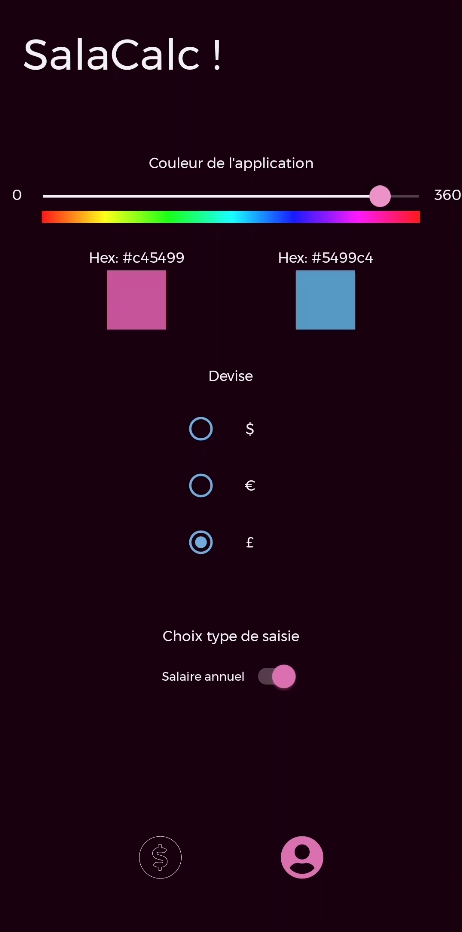 SalaCalc !
Couleur de l'application
0 360
Hex: #c45499 Hex: #5499c4
Devise
$
€
£
Choix type de saisie
Salaire annuel
$